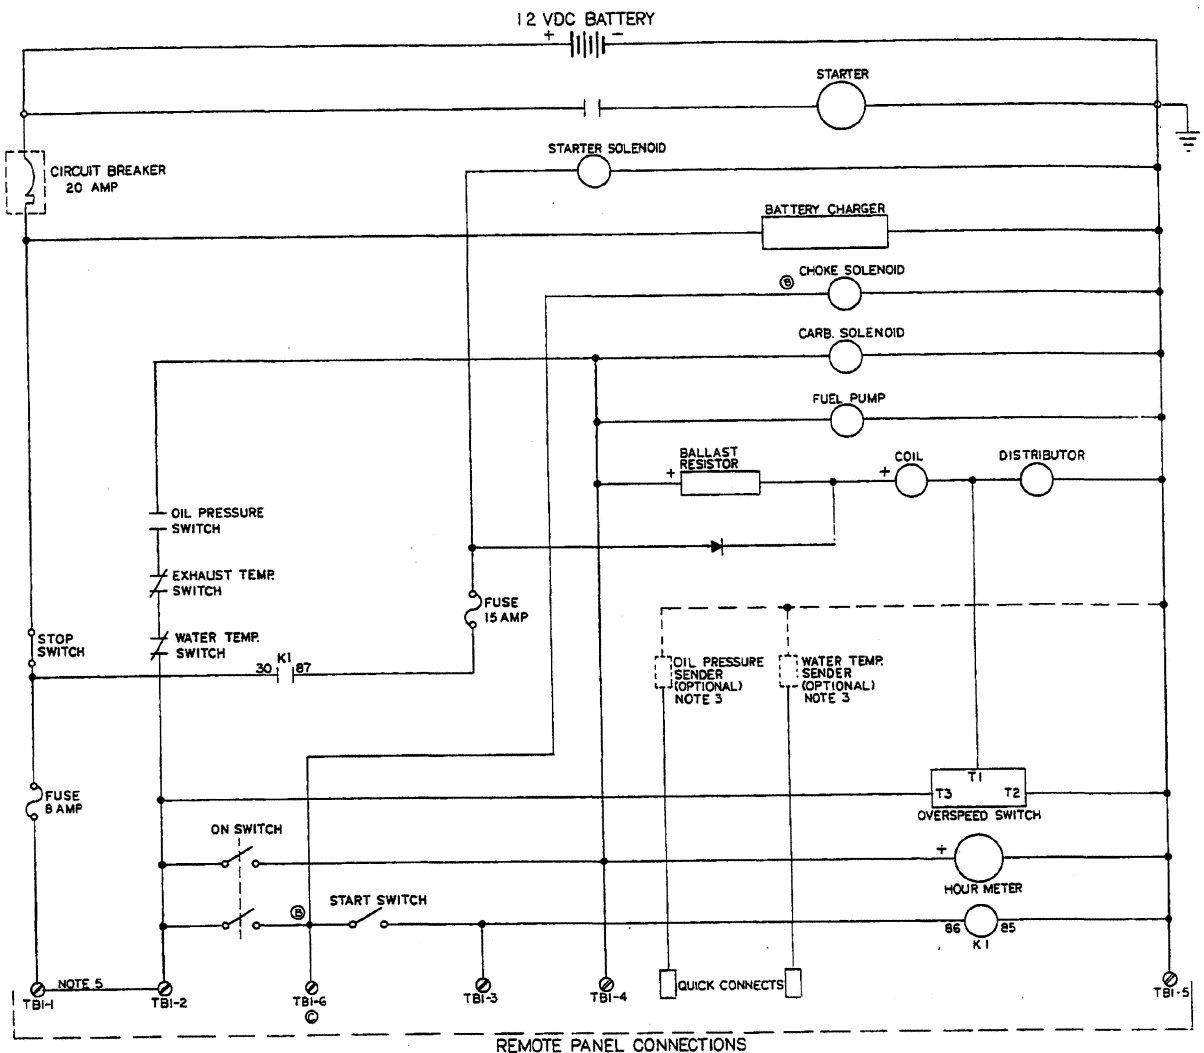 12 VDC BATTERY
+ -
STARTER
STARTER SOLENOID
CIRCUIT BREAKER
20 AMP
BATTERY CHARGER
B
CHOKE SOLENOID
CARB. SOLENOID
FUEL PUMP
BALLAST
RESISTOR
+
COIL
+
DISTRIBUTOR
OIL PRESSURE
SWITCH
EXHAUST TEMP.
SWITCH
FUSE
15 AMP
STOP
SWITCH
WATER TEMP.
SWITCH
K1
30 87
OIL PRESSURE
SENDER
(OPTIONAL)
NOTE 3
WATER TEMP.
SENDER
(OPTIONAL)
NOTE 3
T1
T3 T2
OVERSPEED SWITCH
FUSE
8 AMP
ON SWITCH
+
HOUR METER
START SWITCH
B
86 85
K1
NOTE 5
QUICK CONNECTS
TB1-1
TB1-2
TB1-6
C
TB1-3
TB1-4
TB1-5
REMOTE PANEL CONNECTIONS